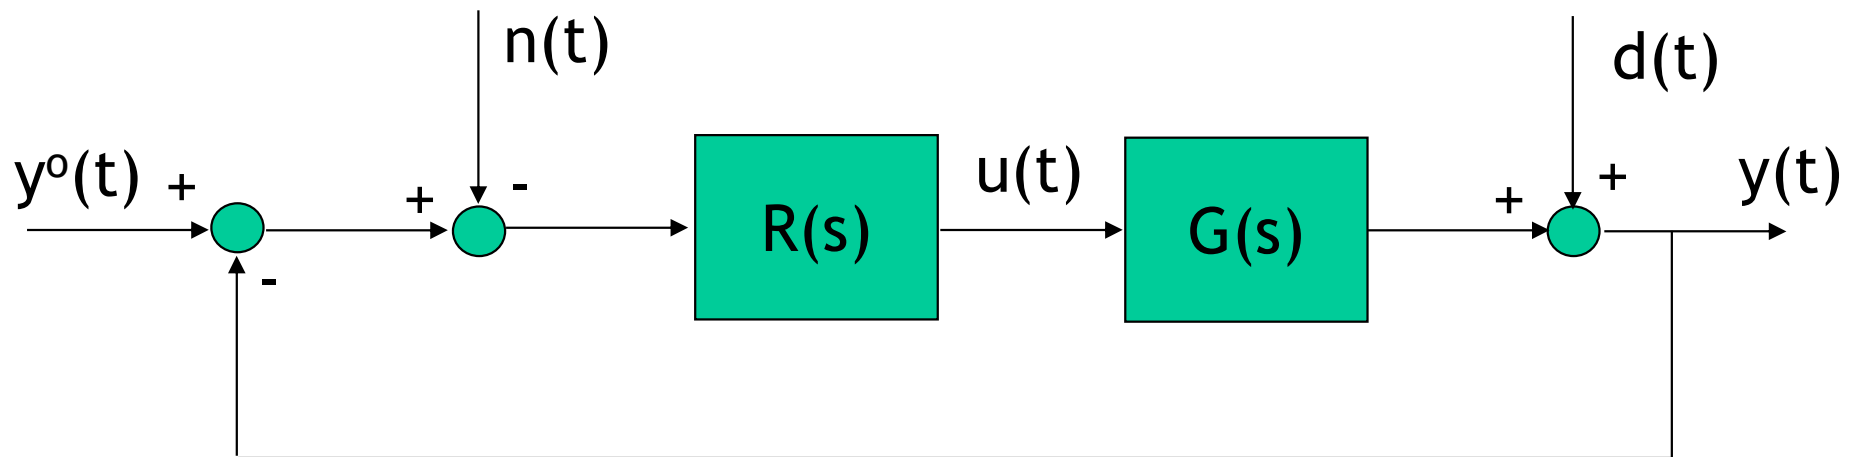 n(t)
d(t)
yº(t)
+
+
-
R(s)
u(t)
G(s)
+
+
y(t)
-